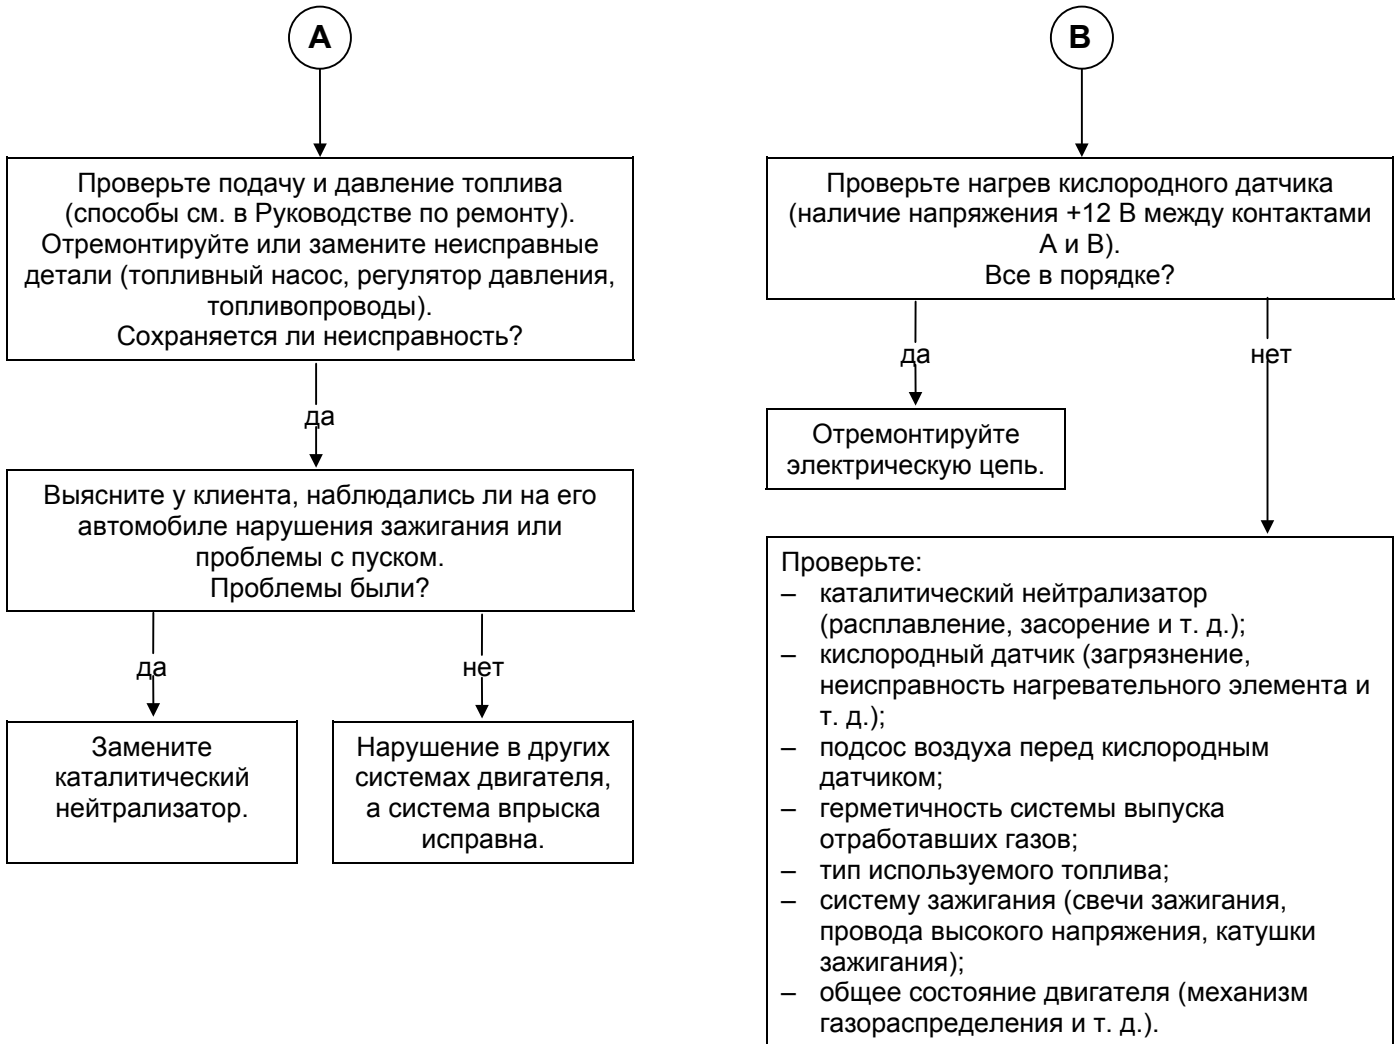 A
Проверьте подачу и давление топлива
(способы см. в Руководстве по ремонту).
Отремонтируйте или замените неисправные
детали (топливный насос, регулятор давления,
топливопроводы).
Сохраняется ли неисправность?
да
Выясните у клиента, наблюдались ли на его
автомобиле нарушения зажигания или
проблемы с пуском.
Проблемы были?
да
нет
Замените
каталитический
нейтрализатор.
Нарушение в других
системах двигателя,
а система впрыска
исправна.
B
Проверьте нагрев кислородного датчика
(наличие напряжения +12 В между контактами
А и В).
Все в порядке?
да
нет
Отремонтируйте
электрическую цепь.
Проверьте:
– каталитический нейтрализатор
(расплавление, засорение и т. д.);
– кислородный датчик (загрязнение,
неисправность нагревательного элемента и
т. д.);
– подсос воздуха перед кислородным
датчиком;
– герметичность системы выпуска
отработавших газов;
– тип используемого топлива;
– систему зажигания (свечи зажигания,
провода высокого напряжения, катушки
зажигания);
– общее состояние двигателя (механизм
газораспределения и т. д.).